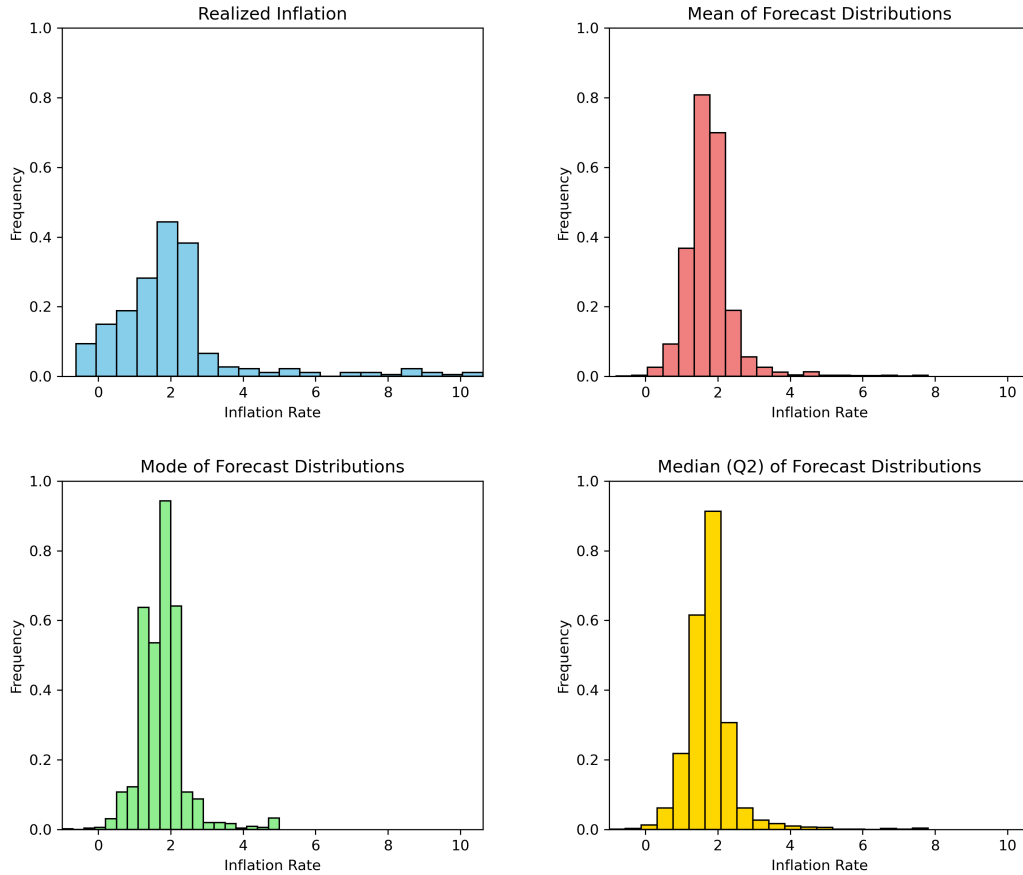 Realized Inflation
1.0
0.8
0.6
0.4
0.2
0.0
Frequency
0 2 4 6 8 10
Inflation Rate
Mean of Forecast Distributions
1.0
0.8
0.6
0.4
0.2
0.0
Frequency
0 2 4 6 8 10
Inflation Rate
Mode of Forecast Distributions
1.0
0.8
0.6
0.4
0.2
0.0
Frequency
0 2 4 6 8 10
Inflation Rate
Median (Q2) of Forecast Distributions
1.0
0.8
0.6
0.4
0.2
0.0
Frequency
0 2 4 6 8 10
Inflation Rate